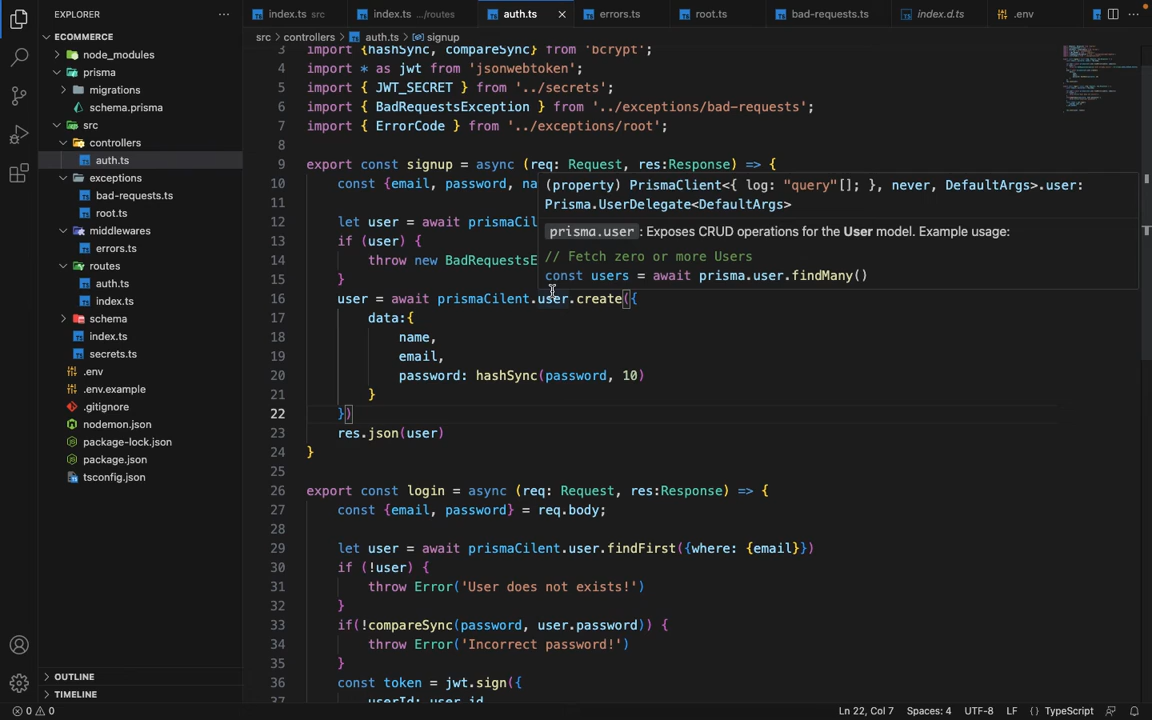 EXPLORER
index.ts src
index.ts .../routes
auth.ts
errors.ts
root.ts
bad-requests.ts
index.d.ts
.env
ECOMMERCE
node_modules
prisma
migrations
schema.prisma
src
controllers
auth.ts
exceptions
bad-requests.ts
root.ts
middlewares
errors.ts
routes
auth.ts
index.ts
schema
index.ts
secrets.ts
.env
.env.example
.gitignore
nodemon.json
package-lock.json
package.json
tsconfig.json
OUTLINE
TIMELINE
src > controllers > auth.ts > signup
3 import {hashSync, compareSync} from 'bcrypt';
4 import * as jwt from 'jsonwebtoken';
5 import { JWT_SECRET } from '../secrets';
6 import { BadRequestsException } from '../exceptions/bad-requests';
7 import { ErrorCode } from '../exceptions/root';
8
9 export const signup = async (req: Request, res:Response) => {
10 const {email, password, na
11
12 let user = await prismaCil
13 if (user) {
14 throw new BadRequestsE
15 }
16 user = await prismaCilent.user.create({
17 data:{
18 name,
19 email,
20 password: hashSync(password, 10)
21 }
22 })
23 res.json(user)
24 }
25
26 export const login = async (req: Request, res:Response) => {
27 const {email, password} = req.body;
28
29 let user = await prismaCilent.user.findFirst({where: {email}})
30 if (!user) {
31 throw Error('User does not exists!')
32 }
33 if(!compareSync(password, user.password)) {
34 throw Error('Incorrect password!')
35 }
36 const token = jwt.sign({
37 userId: user.id
(property) PrismaClient<{ log: "query"[]; }, never, DefaultArgs>.user:
Prisma.UserDelegate<DefaultArgs>
prisma.user : Exposes CRUD operations for the User model. Example usage:
// Fetch zero or more Users
const users = await prisma.user.findMany()
0 0
Ln 22, Col 7 Spaces: 4 UTF-8 LF {} TypeScript